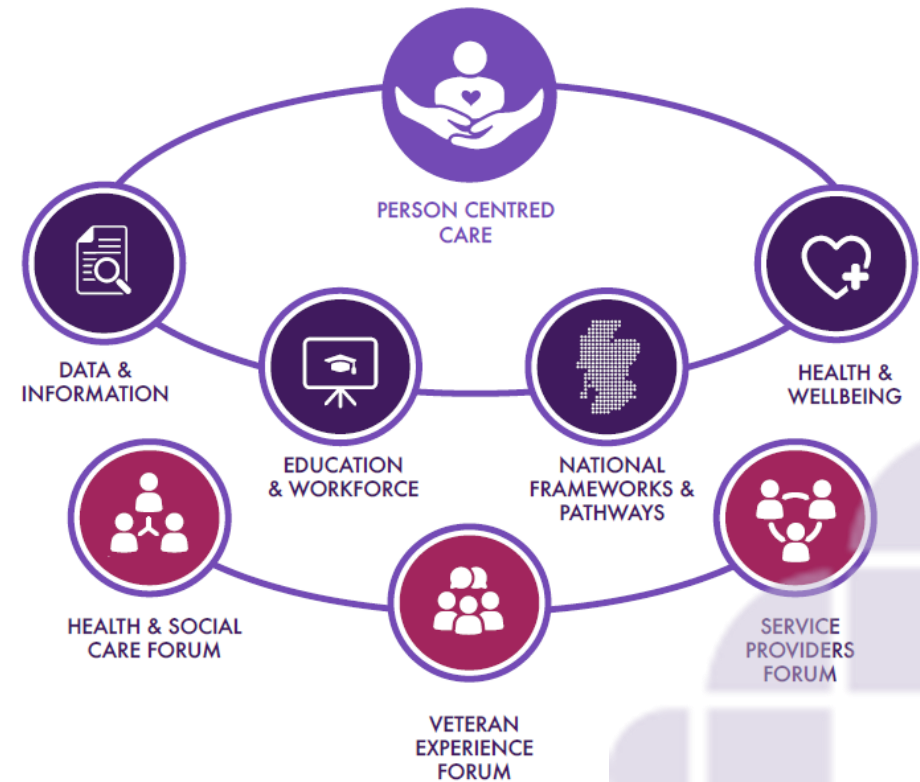 PERSON CENTRED
CARE
DATA &
INFORMATION
EDUCATION
& WORKFORCE
NATIONAL
FRAMEWORKS &
PATHWAYS
HEALTH &
WELLBEING
HEALTH & SOCIAL
CARE FORUM
VETERAN
EXPERIENCE
FORUM
SERVICE
PROVIDERS
FORUM